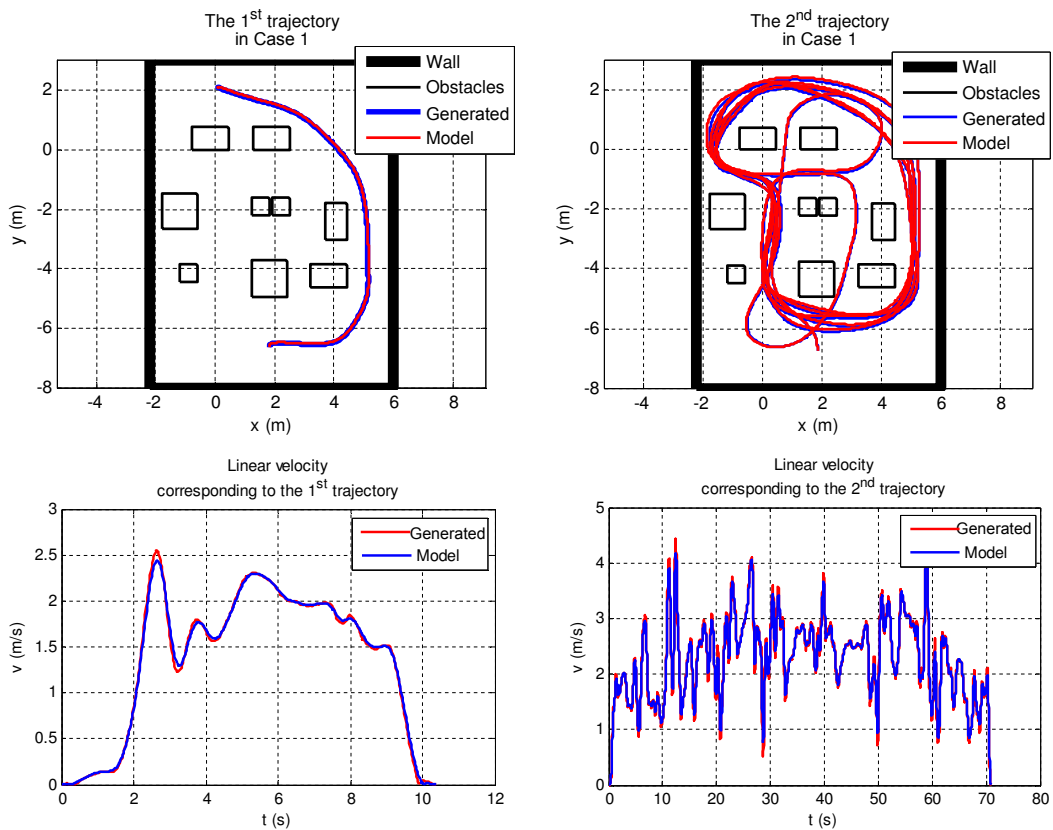 The 1st trajectory
in Case 1
Wall
Obstacles
Generated
Model
2
0
-2
-4
-6
-8
y (m)
-4
-2
0
2
4
6
8
x (m)
The 2nd trajectory
in Case 1
Wall
Obstacles
Generated
Model
2
0
-2
-4
-6
-8
y (m)
-4
-2
0
2
4
6
8
x (m)
Linear velocity
corresponding to the 1st trajectory
Generated
Model
3
2.5
2
1.5
1
0.5
0
v (m/s)
0
2
4
6
8
10
12
t (s)
Linear velocity
corresponding to the 2nd trajectory
Generated
Model
5
4
3
2
1
0
v (m/s)
0
10
20
30
40
50
60
70
80
t (s)